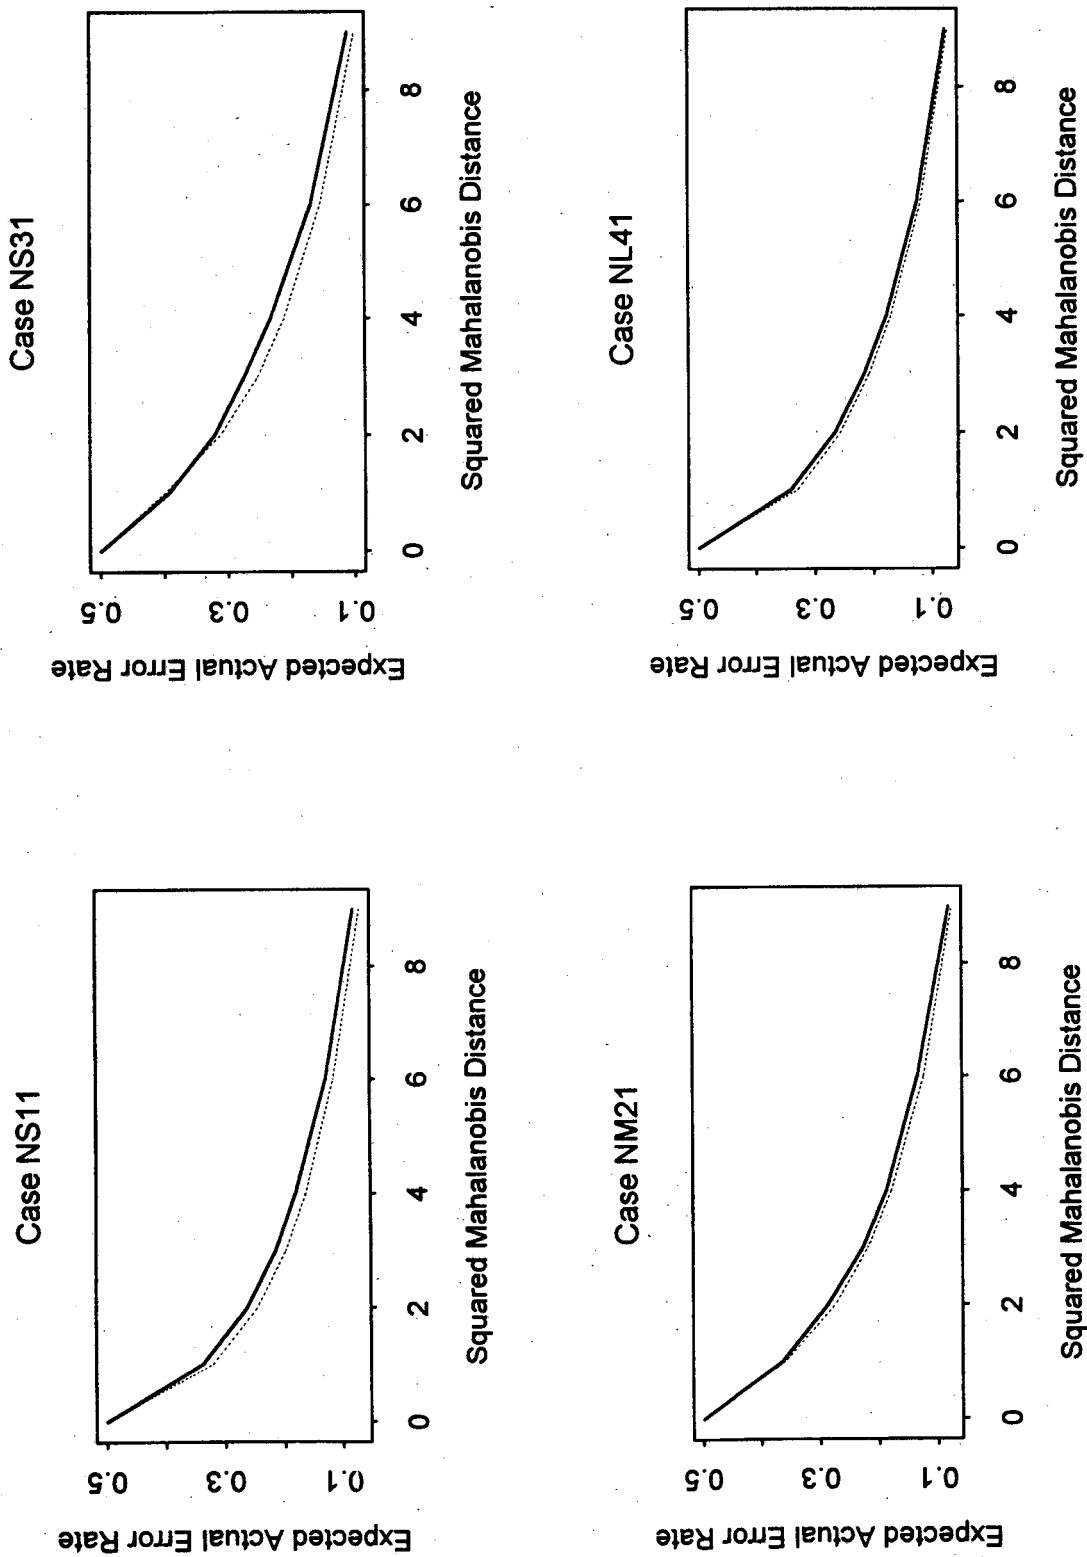 Case NS11
Expected Actual Error Rate
0.5
0.3
0.1
0 2 4 6 8
Squared Mahalanobis Distance
Case NS31
Expected Actual Error Rate
0.5
0.3
0.1
0 2 4 6 8
Squared Mahalanobis Distance
Case NM21
Expected Actual Error Rate
0.5
0.3
0.1
0 2 4 6 8
Squared Mahalanobis Distance
Case NL41
Expected Actual Error Rate
0.5
0.3
0.1
0 2 4 6 8
Squared Mahalanobis Distance